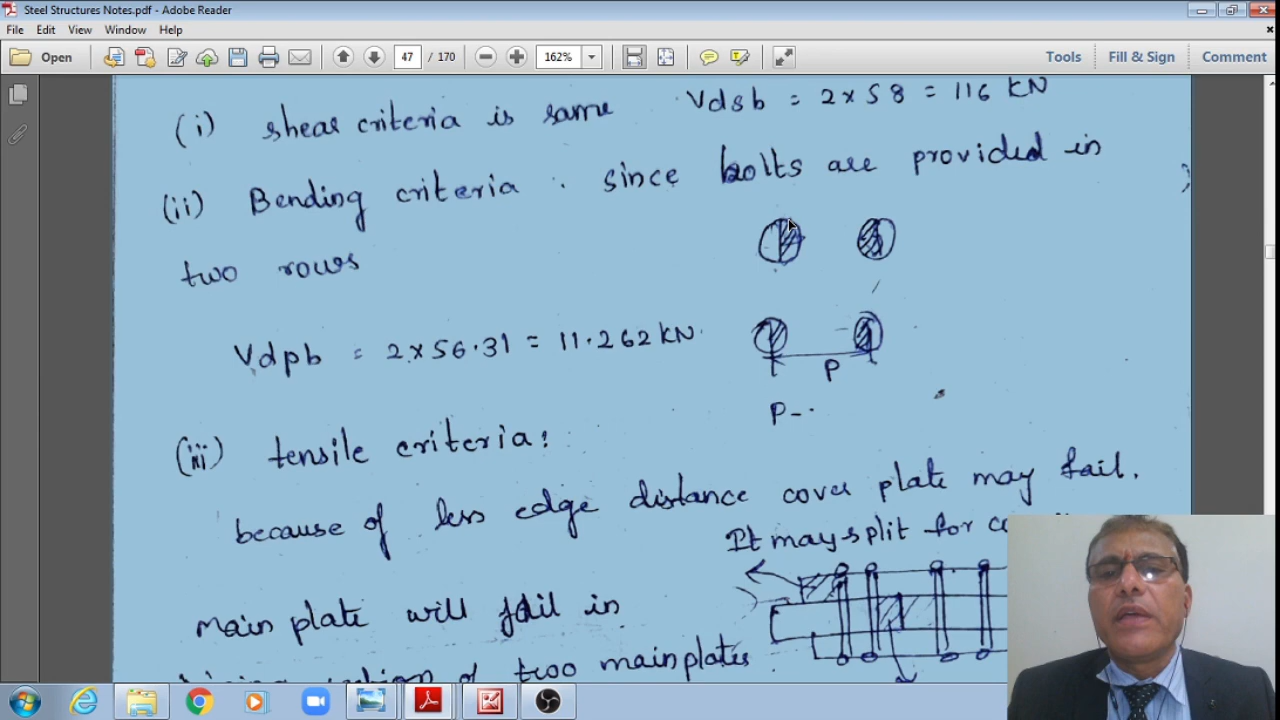 Steel Structures Notes.pdf - Adobe Reader
File Edit View Window Help
Open 47 / 170 162% Tools Fill & Sign Comment
(i) shear criteria is same Vdsb = 2 x 58 = 116 KN
(ii) Bending criteria : since bolts are provided in
two rows
Vdpb = 2 x 56.31 = 11.262 KN.
P
P - .
(iii) tensile criteria :
because of less edge distance cover plate may fail.
It may split for
main plate will fail in
of two main plates